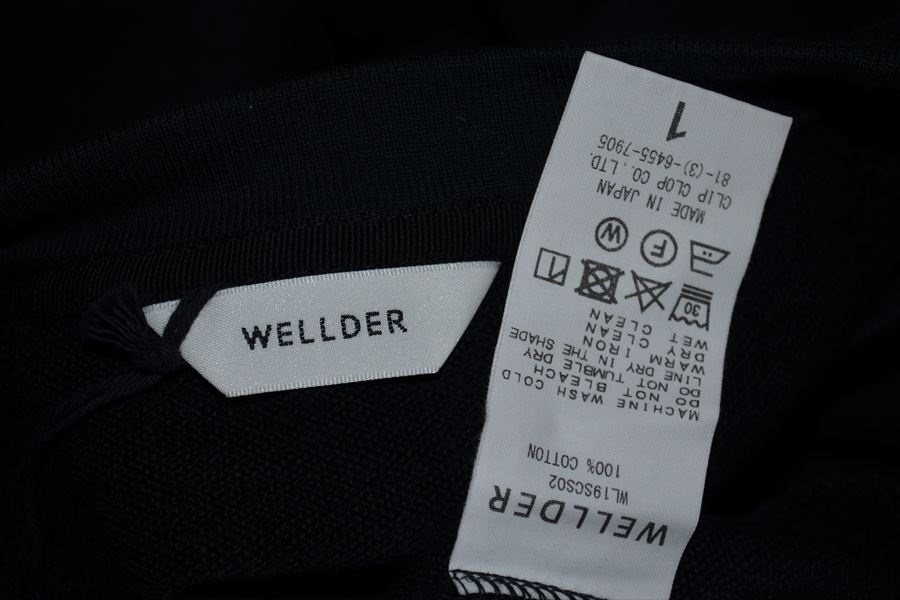 WELLDER
WELLDER
WL19SCS02
100% COTTON
MACHINE WASH COLD
DO NOT BLEACH
DO NOT TUMBLE DRY
LINE DRY IN THE SHADE
WARM IRON
DRY CLEAN
WET CLEAN
30
F
W
MADE IN JAPAN
CLIP CLOP CO., LTD.
81-(3)-6455-7905
1